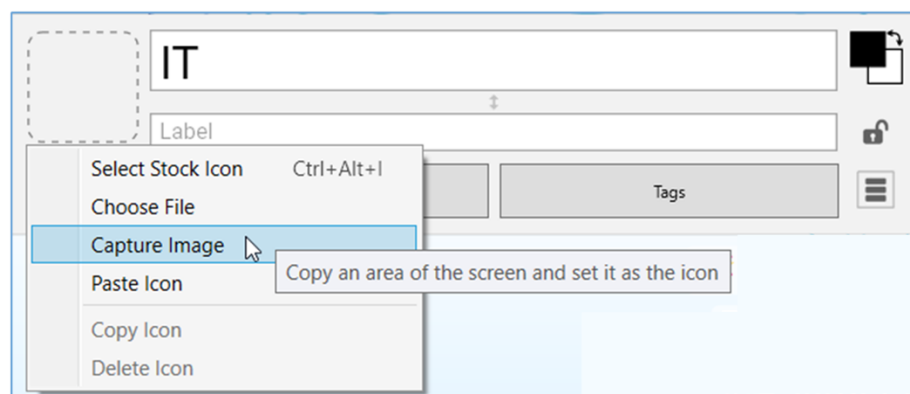 IT
Label
Tags
Select Stock Icon Ctrl+Alt+I
Choose File
Capture Image
Copy an area of the screen and set it as the icon
Paste Icon
Copy Icon
Delete Icon